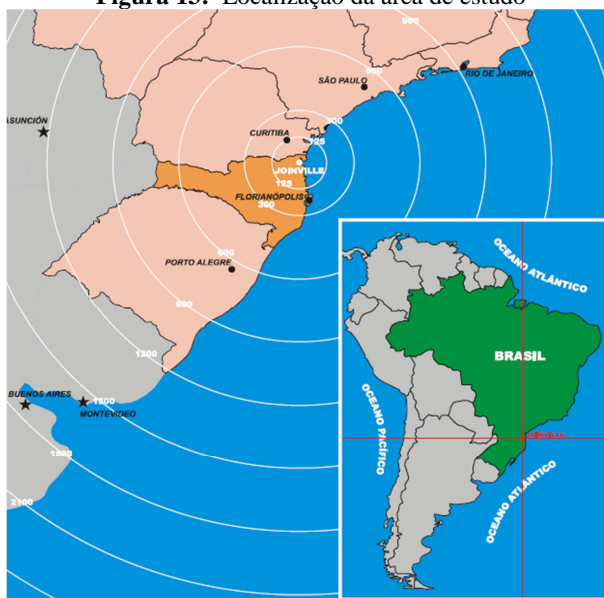 Figura 13: Localização da área de estudo
900
SÃO PAULO
600
RIO DE JANEIRO
ASUNCIÓN
300
CURITIBA
125
JOINVILLE
125
FLORIANÓPOLIS
300
PORTO ALEGRE
600
900
1200
BUENOS AIRES
1500
MONTEVIDEO
1800
2100
OCEANO ATLÂNTICO
BRASIL
OCEANO PACÍFICO
JOINVILLE
OCEANO ATLÂNTICO